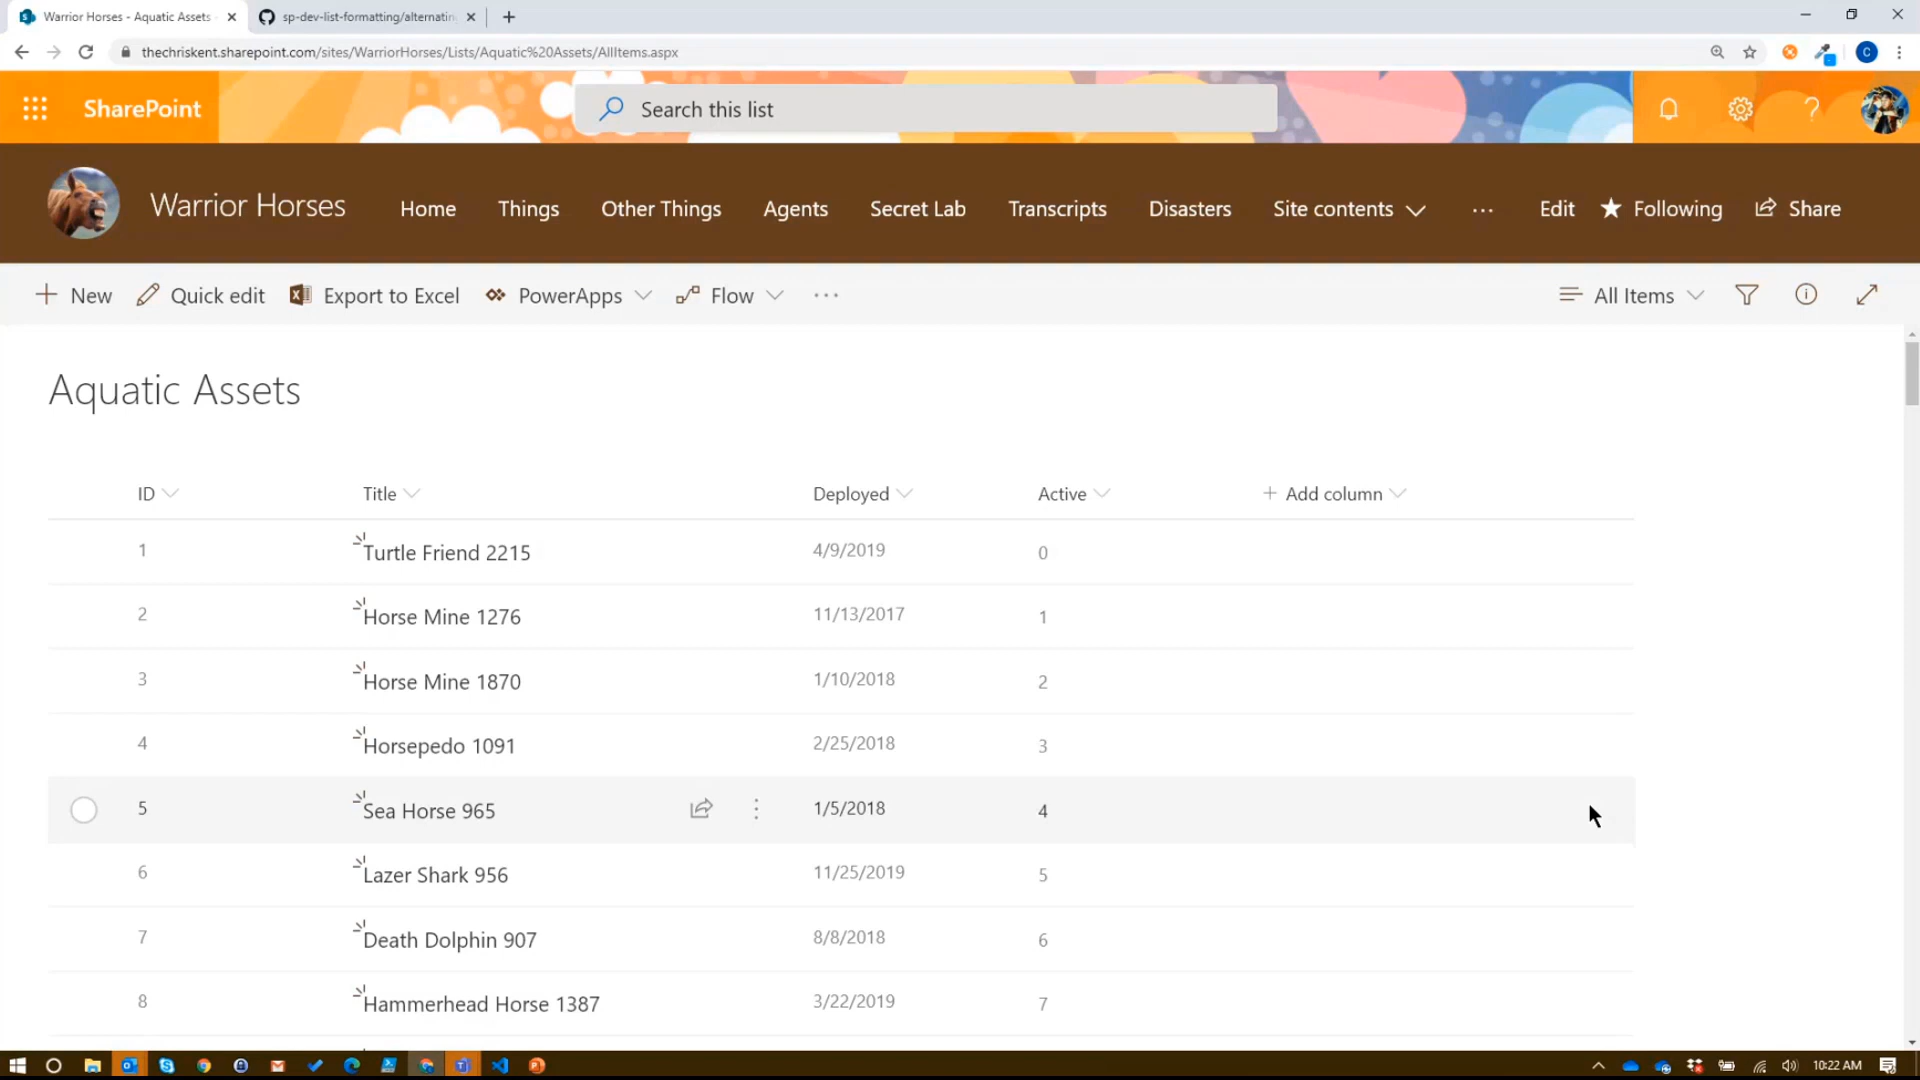 Warrior Horses - Aquatic Assets
sp-dev-list-formatting/alternatin
thechriskent.sharepoint.com/sites/WarriorHorses/Lists/Aquatic%20Assets/AllItems.aspx
C
SharePoint
Search this list
Warrior Horses
Home
Things
Other Things
Agents
Secret Lab
Transcripts
Disasters
Site contents
Edit
Following
Share
New
Quick edit
Export to Excel
PowerApps
Flow
All Items
Aquatic Assets
ID Title Deployed Active + Add column
1 Turtle Friend 2215 4/9/2019 0
2 Horse Mine 1276 11/13/2017 1
3 Horse Mine 1870 1/10/2018 2
4 Horsepedo 1091 2/25/2018 3
5 Sea Horse 965 1/5/2018 4
6 Lazer Shark 956 11/25/2019 5
7 Death Dolphin 907 8/8/2018 6
8 Hammerhead Horse 1387 3/22/2019 7
10:22 AM